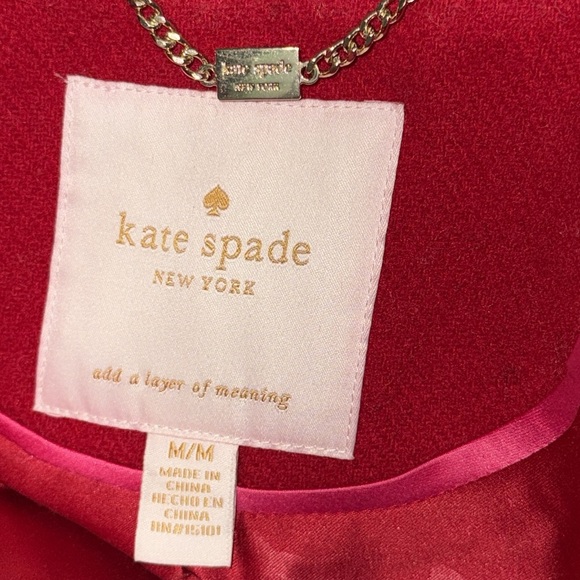 kate spade
NEW YORK
kate spade
NEW YORK
add a layer of meaning
M/M
MADE IN
CHINA
HECHO EN
CHINA
RN#15101